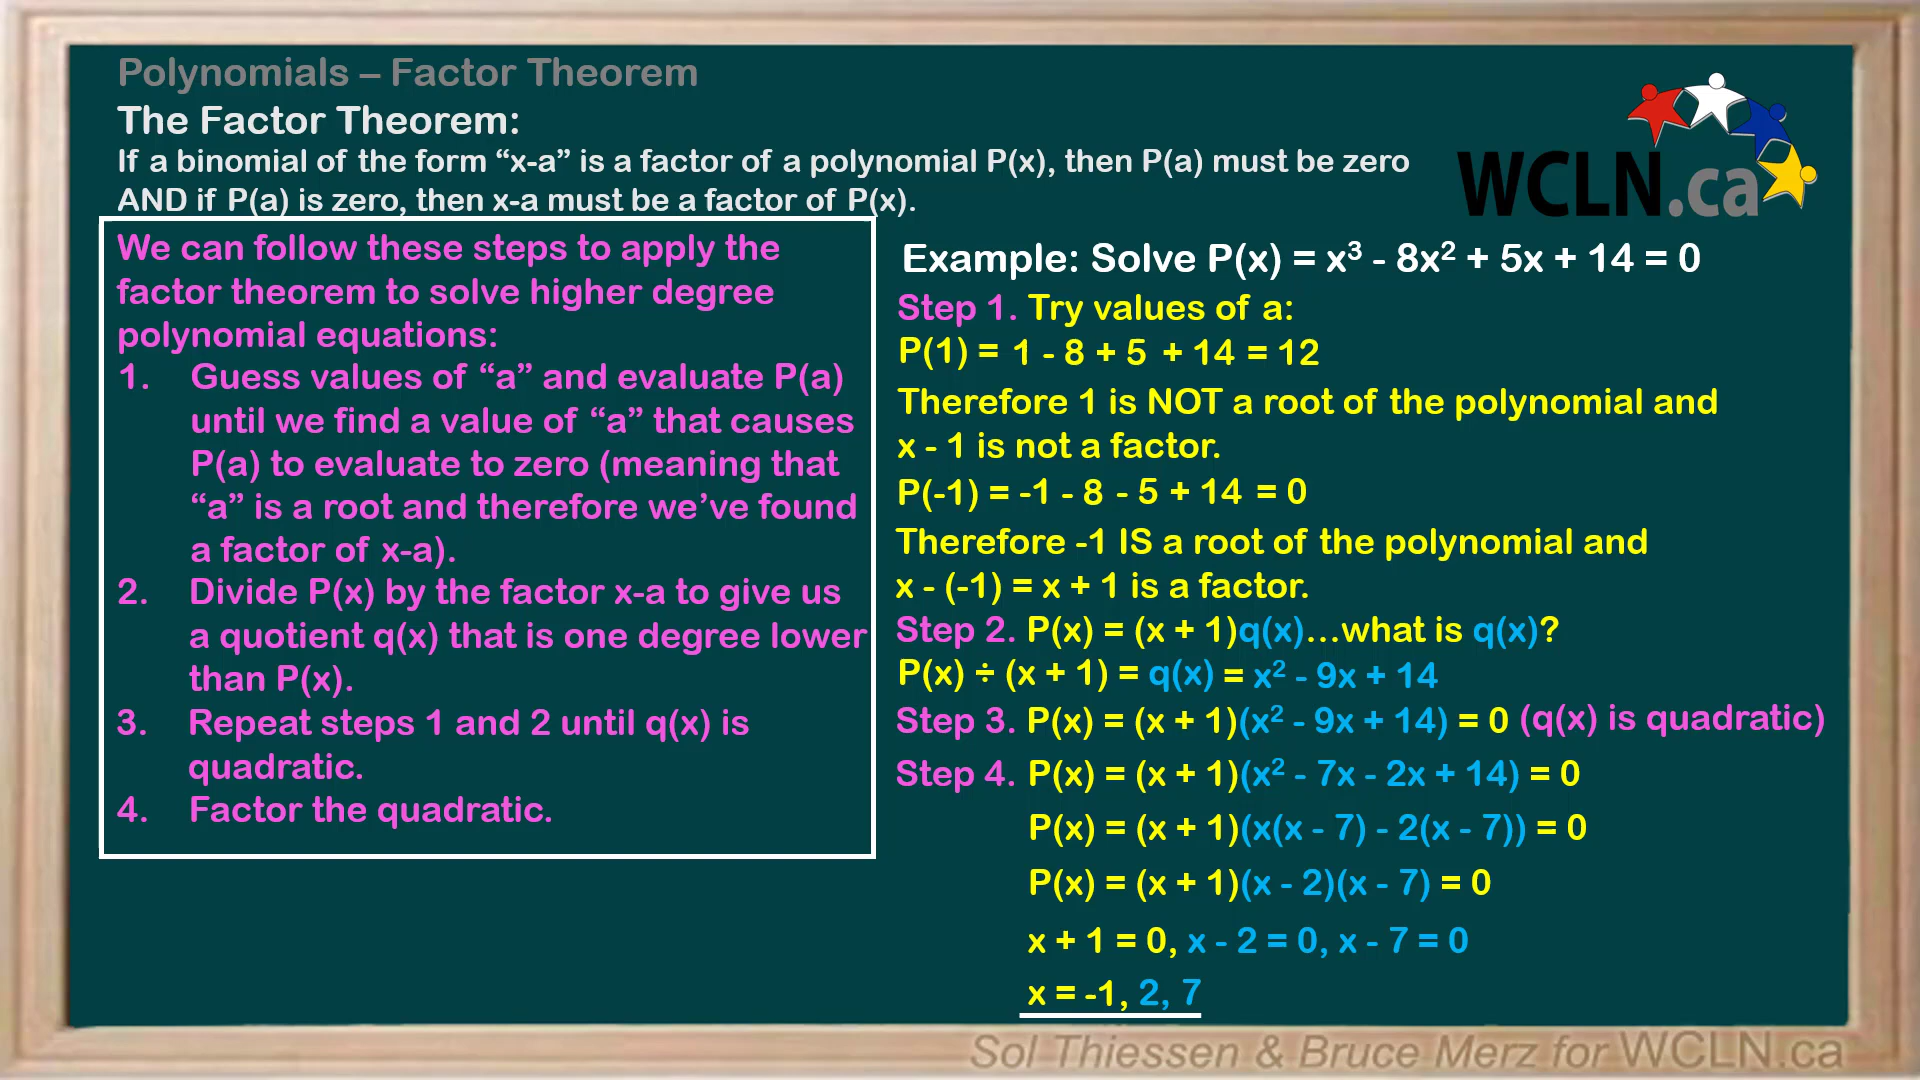 Polynomials – Factor Theorem
The Factor Theorem:
If a binomial of the form “x-a” is a factor of a polynomial P(x), then P(a) must be zero
AND if P(a) is zero, then x-a must be a factor of P(x).
WCLN.ca
We can follow these steps to apply the
factor theorem to solve higher degree
polynomial equations:
1. Guess values of “a” and evaluate P(a)
until we find a value of “a” that causes
P(a) to evaluate to zero (meaning that
“a” is a root and therefore we’ve found
a factor of x-a).
2. Divide P(x) by the factor x-a to give us
a quotient q(x) that is one degree lower
than P(x).
3. Repeat steps 1 and 2 until q(x) is
quadratic.
4. Factor the quadratic.
Example: Solve P(x) = x³ - 8x² + 5x + 14 = 0
Step 1. Try values of a:
P(1) = 1 - 8 + 5 + 14 = 12
Therefore 1 is NOT a root of the polynomial and
x - 1 is not a factor.
P(-1) = -1 - 8 - 5 + 14 = 0
Therefore -1 IS a root of the polynomial and
x - (-1) = x + 1 is a factor.
Step 2. P(x) = (x + 1)q(x)...what is q(x)?
P(x) ÷ (x + 1) = q(x) = x² - 9x + 14
Step 3. P(x) = (x + 1)(x² - 9x + 14) = 0 (q(x) is quadratic)
Step 4. P(x) = (x + 1)(x² - 7x - 2x + 14) = 0
P(x) = (x + 1)(x(x - 7) - 2(x - 7)) = 0
P(x) = (x + 1)(x - 2)(x - 7) = 0
x + 1 = 0, x - 2 = 0, x - 7 = 0
x = -1, 2, 7
Sol Thiessen & Bruce Merz for WCLN.ca